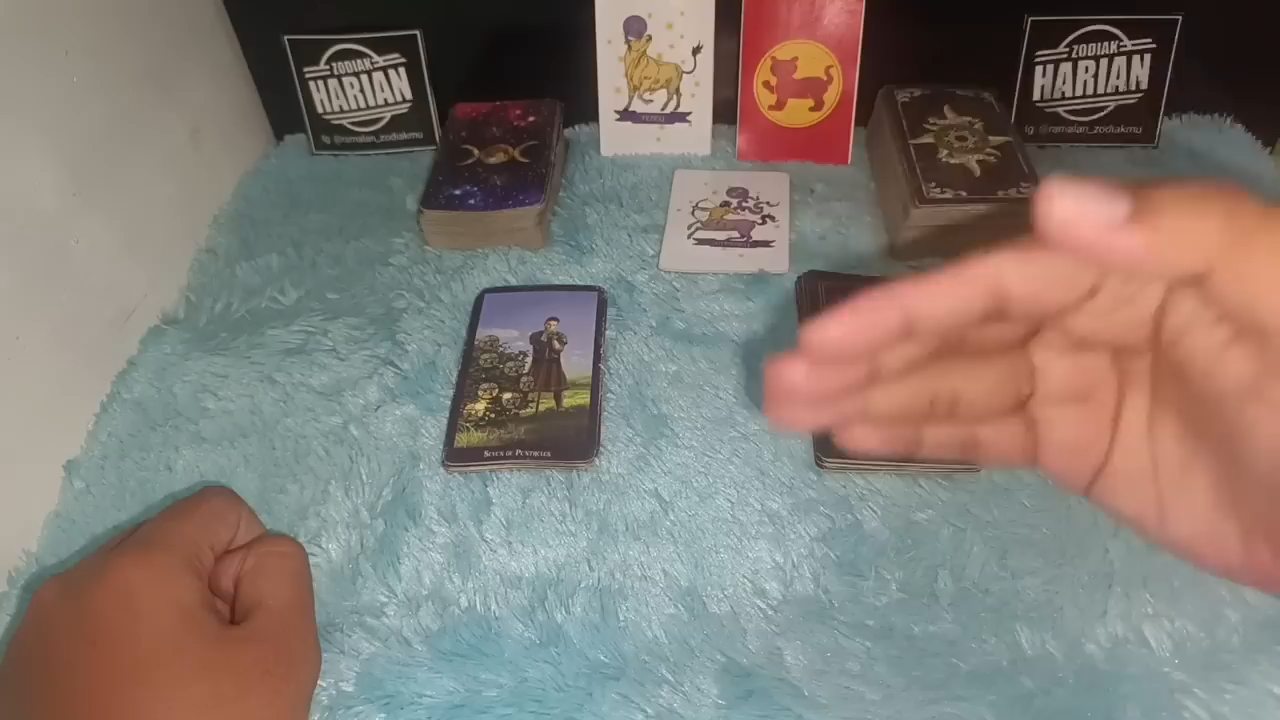 ZODIAK
HARIAN
Ig @ramalan_zodiakmu
ZODIAK
HARIAN
Ig @ramalan_zodiakmu
SEVEN OF PENTACLES